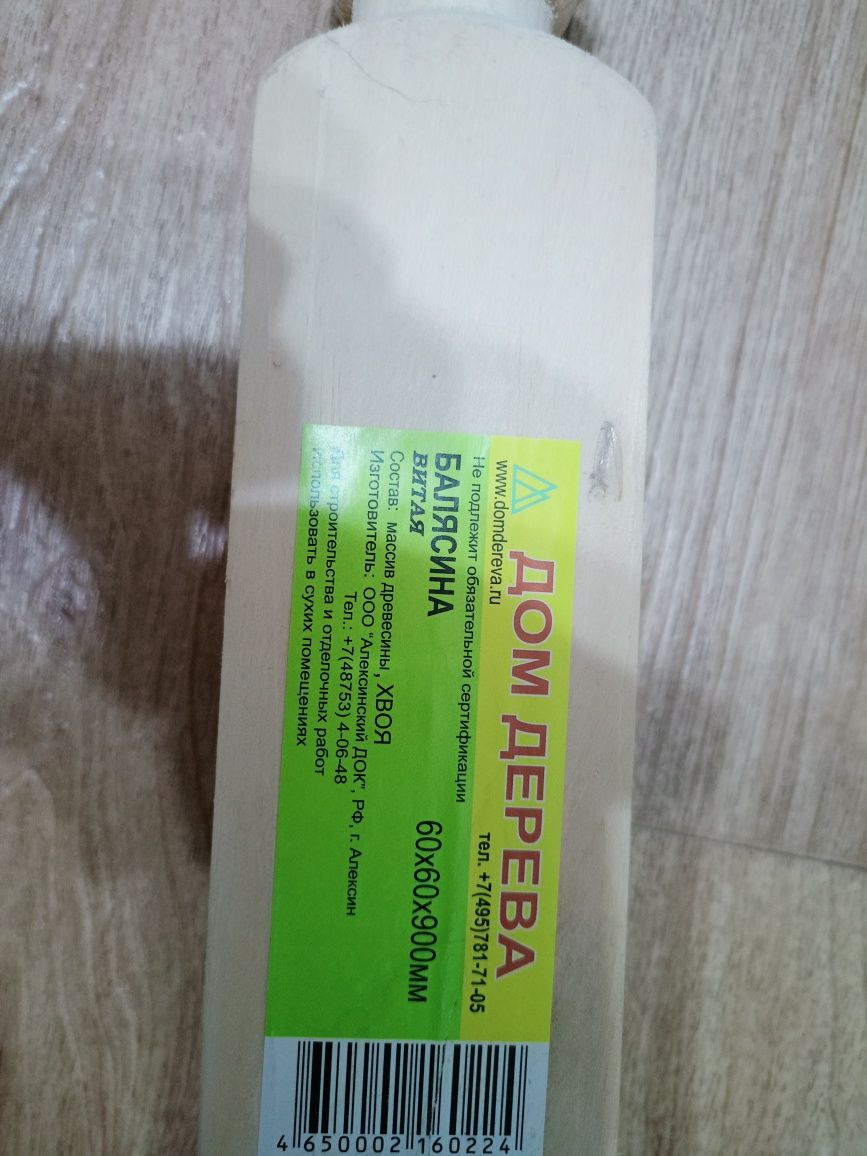 ДОМ ДЕРЕВА
www.domdereva.ru
тел. +7(495)781-71-05
Не подлежит обязательной сертификации
БАЛЯСИНА
ВИТАЯ
60х60х900мм
Состав: массив древесины, ХВОЯ
Изготовитель: ООО "Алексинский ДОК", РФ, г. Алексин
Тел.: +7(48753) 4-06-48
Для строительства и отделочных работ
Использовать в сухих помещениях
4 650002 160224